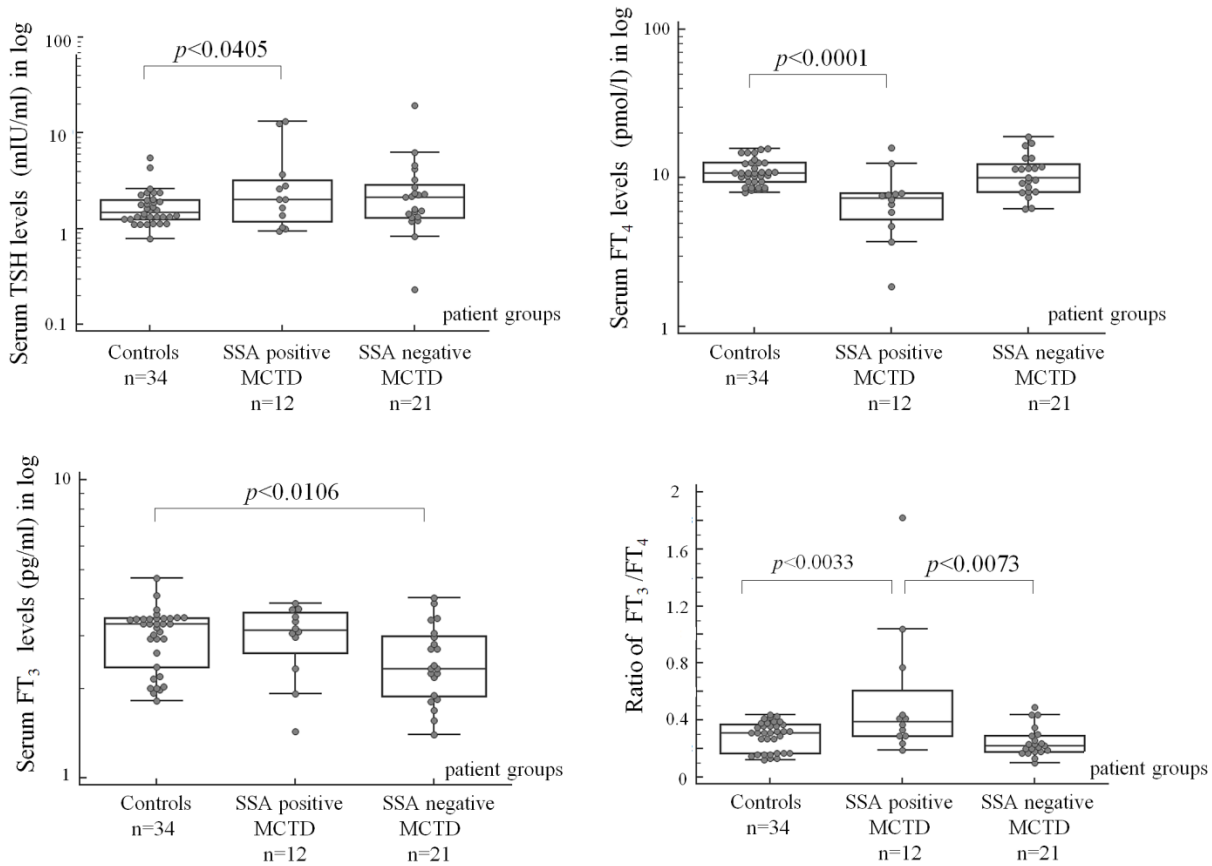 Serum TSH levels (mIU/ml) in log
100
10
1
0.1
p<0.0405
patient groups
Controls
n=34
SSA positive
MCTD
n=12
SSA negative
MCTD
n=21
Serum FT4 levels (pmol/l) in log
100
10
1
p<0.0001
patient groups
Controls
n=34
SSA positive
MCTD
n=12
SSA negative
MCTD
n=21
Serum FT3 levels (pg/ml) in log
10
1
p<0.0106
patient groups
Controls
n=34
SSA positive
MCTD
n=12
SSA negative
MCTD
n=21
Ratio of FT3/FT4
2
1.6
1.2
0.8
0.4
0
p<0.0033
p<0.0073
patient groups
Controls
n=34
SSA positive
MCTD
n=12
SSA negative
MCTD
n=21